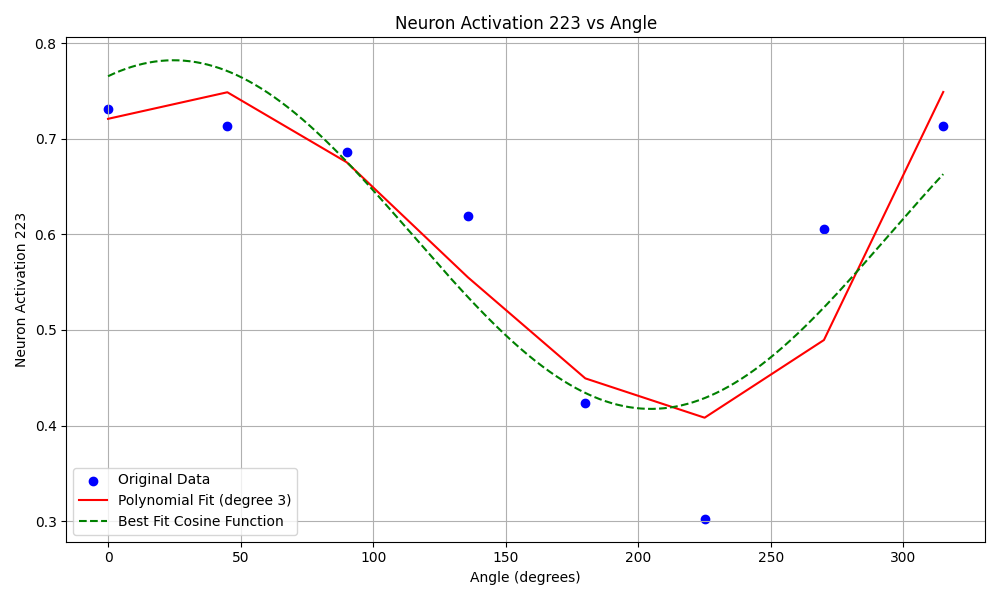 Neuron Activation 223 vs Angle
Neuron Activation 223
0.8
0.7
0.6
0.5
0.4
0.3
Original Data
Polynomial Fit (degree 3)
Best Fit Cosine Function
0 50 100 150 200 250 300
Angle (degrees)